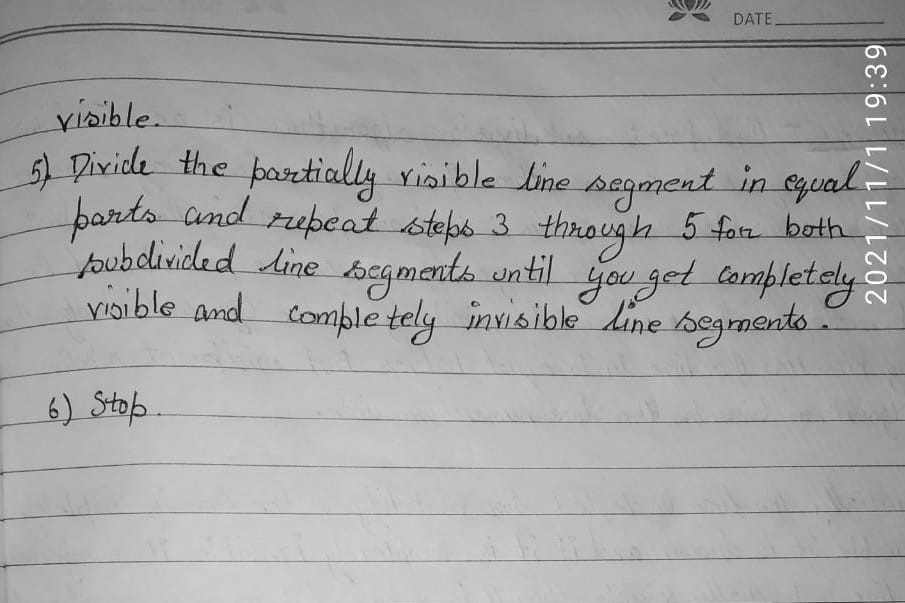 DATE
visible.
5) Divide the partially visible line segment in equal
parts and repeat steps 3 through 5 for both
subdivided line segments until you get completely
visible and completely invisible line segments.
6) Stop.
2021/11/1 19:39